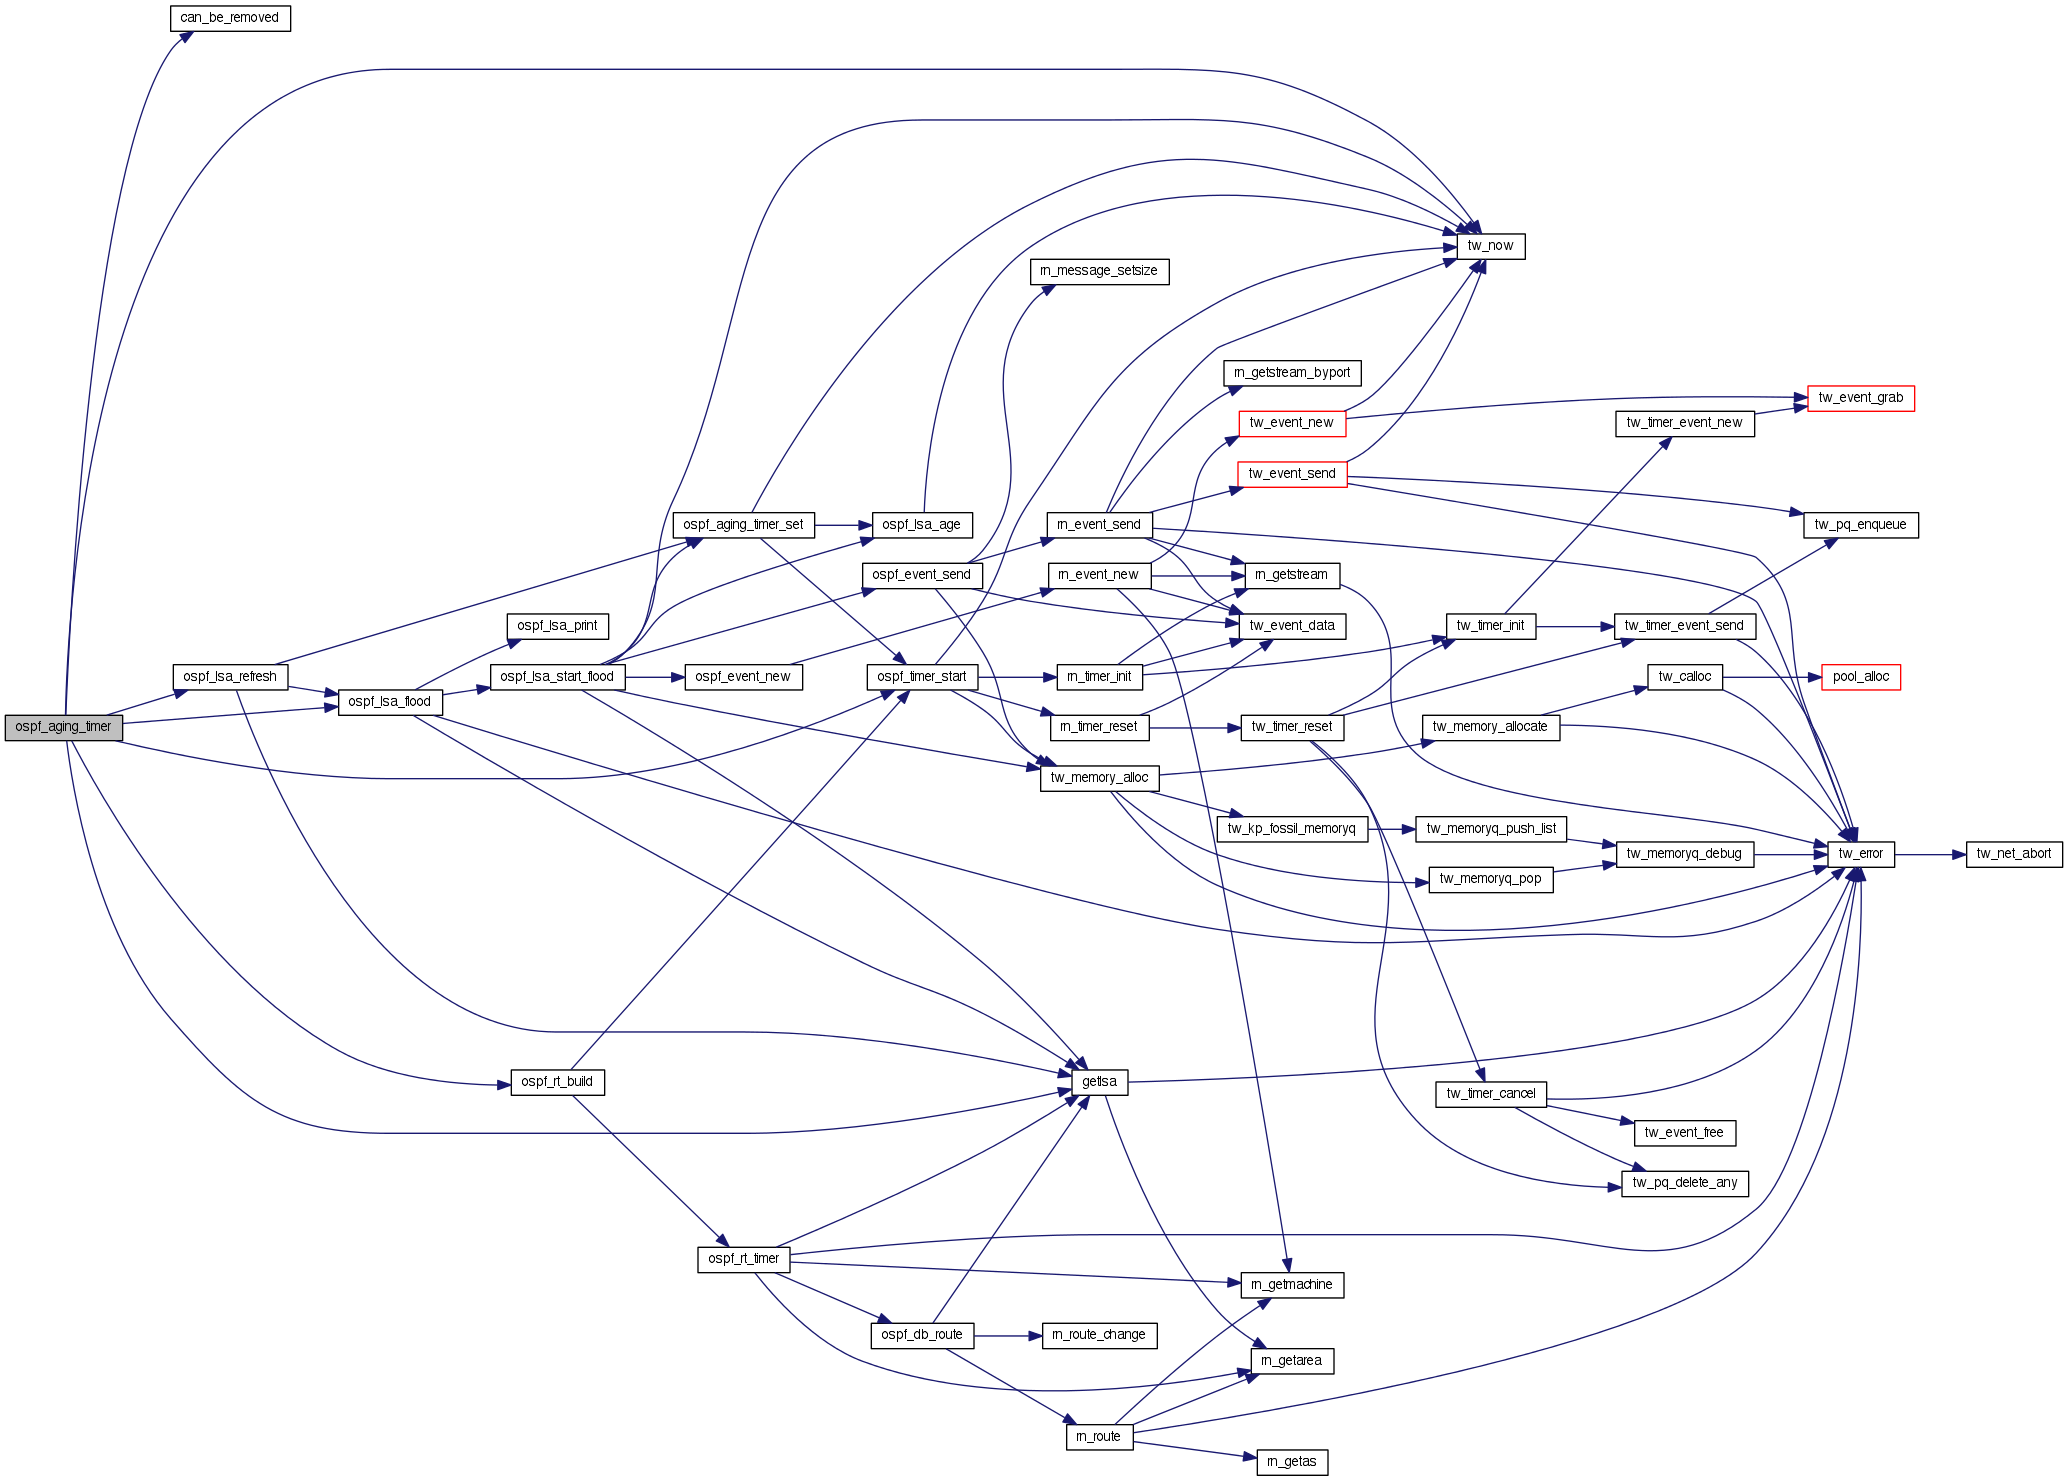 can_be_removed
tw_now
rn_message_setsize
rn_getstream_byport
tw_event_grab
tw_event_new
tw_timer_event_new
tw_event_send
ospf_aging_timer_set
ospf_lsa_age
rn_event_send
tw_pq_enqueue
ospf_event_send
rn_event_new
rn_getstream
ospf_lsa_print
tw_event_data
tw_timer_init
tw_timer_event_send
ospf_lsa_refresh
ospf_lsa_start_flood
ospf_event_new
ospf_timer_start
rn_timer_init
tw_calloc
pool_alloc
ospf_lsa_flood
ospf_aging_timer
rn_timer_reset
tw_timer_reset
tw_memory_allocate
tw_memory_alloc
tw_kp_fossil_memoryq
tw_memoryq_push_list
tw_memoryq_debug
tw_error
tw_net_abort
tw_memoryq_pop
ospf_rt_build
getlsa
tw_timer_cancel
tw_event_free
tw_pq_delete_any
ospf_rt_timer
rn_getmachine
ospf_db_route
rn_route_change
rn_getarea
rn_route
rn_getas